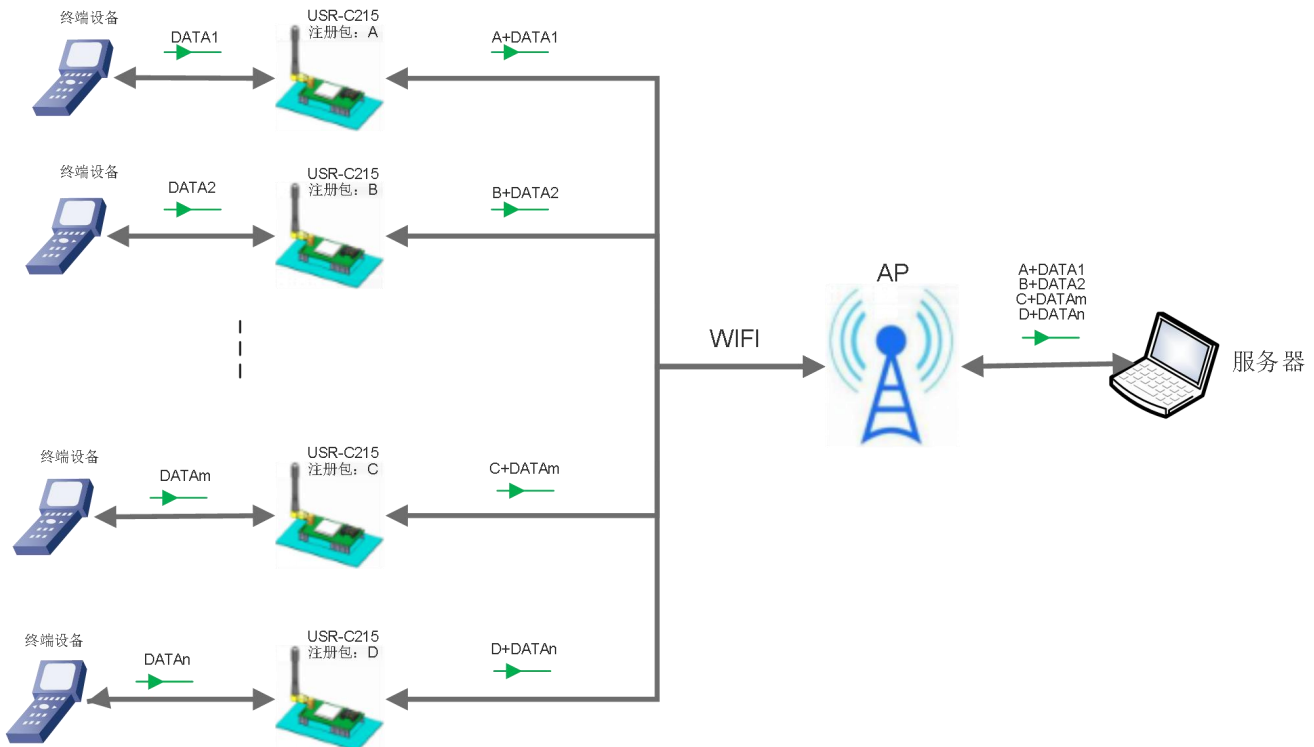 终端设备
DATA1
USR-C215
注册包：A
A+DATA1
终端设备
DATA2
USR-C215
注册包：B
B+DATA2
WIFI
AP
A+DATA1
B+DATA2
C+DATAm
D+DATAn
服务器
终端设备
DATAm
USR-C215
注册包：C
C+DATAm
终端设备
DATAn
USR-C215
注册包：D
D+DATAn